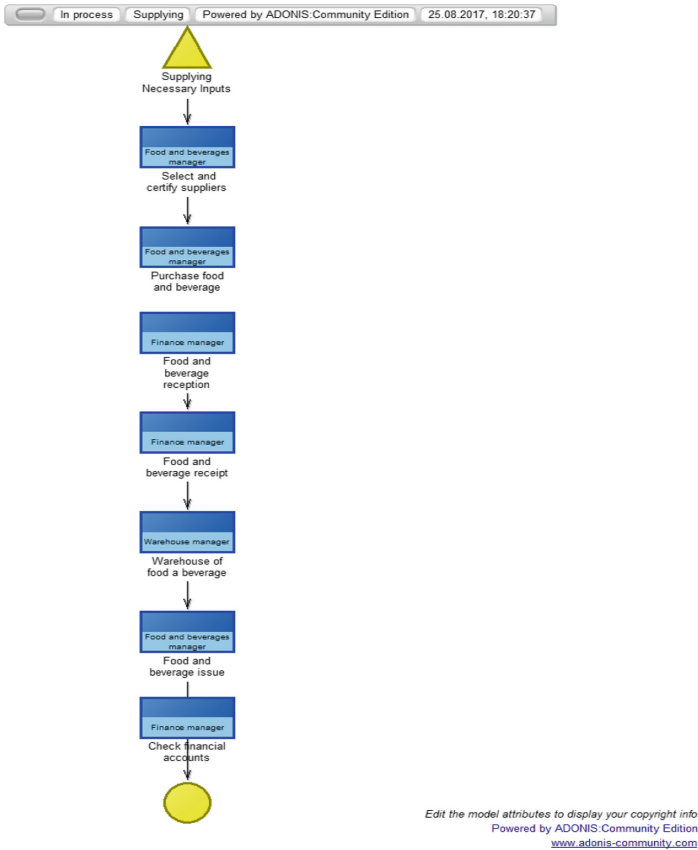 In process Supplying Powered by ADONIS:Community Edition 25.08.2017, 18:20:37
Supplying
Necessary Inputs
Food and beverages
manager
Select and
certify suppliers
Food and beverages
manager
Purchase food
and beverage
Finance manager
Food and
beverage
reception
Finance manager
Food and
beverage receipt
Warehouse manager
Warehouse of
food a beverage
Food and beverages
manager
Food and
beverage issue
Finance manager
Check financial
accounts
Edit the model attributes to display your copyright info
Powered by ADONIS:Community Edition
www.adonis-community.com